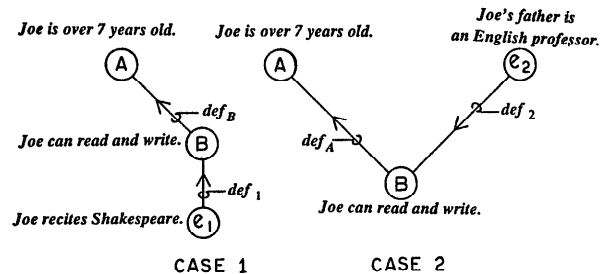 Joe's father is
Joe is over 7 years old.
Joe is over 7 years old.
an English professor.
A
A
e2
def B
def 2
Joe can read and write.
B
def A
def 1
B
Joe can read and write.
Joe recites Shakespeare.
e1
CASE 1
CASE 2